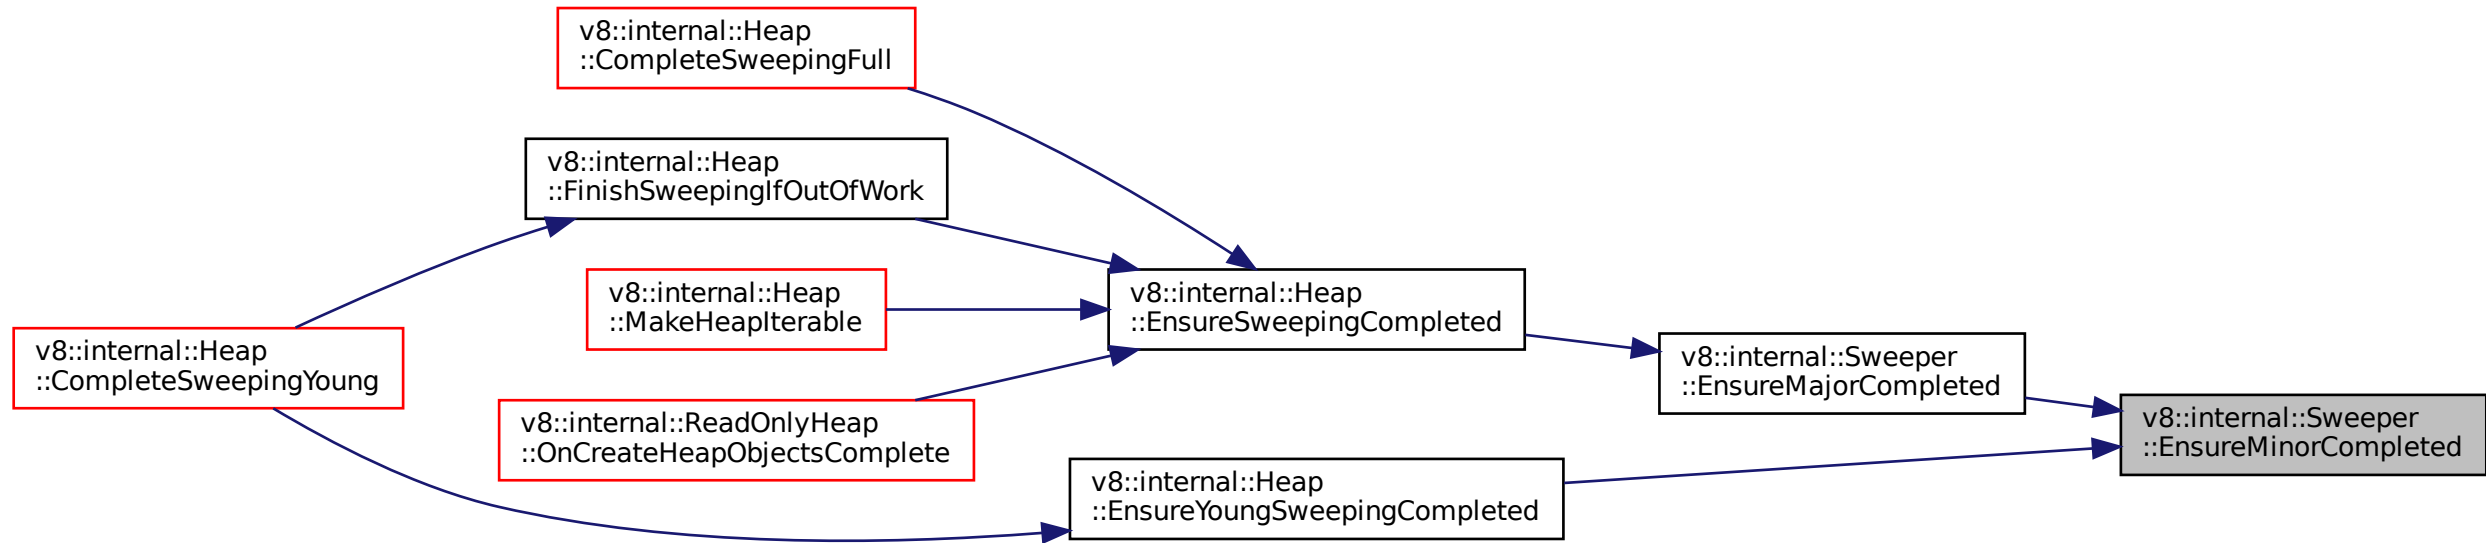 v8::internal::Heap
::CompleteSweepingFull
v8::internal::Heap
::FinishSweepingIfOutOfWork
v8::internal::Heap
::MakeHeapIterable
v8::internal::Heap
::EnsureSweepingCompleted
v8::internal::Heap
::CompleteSweepingYoung
v8::internal::Sweeper
::EnsureMajorCompleted
v8::internal::ReadOnlyHeap
::OnCreateHeapObjectsComplete
v8::internal::Sweeper
::EnsureMinorCompleted
v8::internal::Heap
::EnsureYoungSweepingCompleted